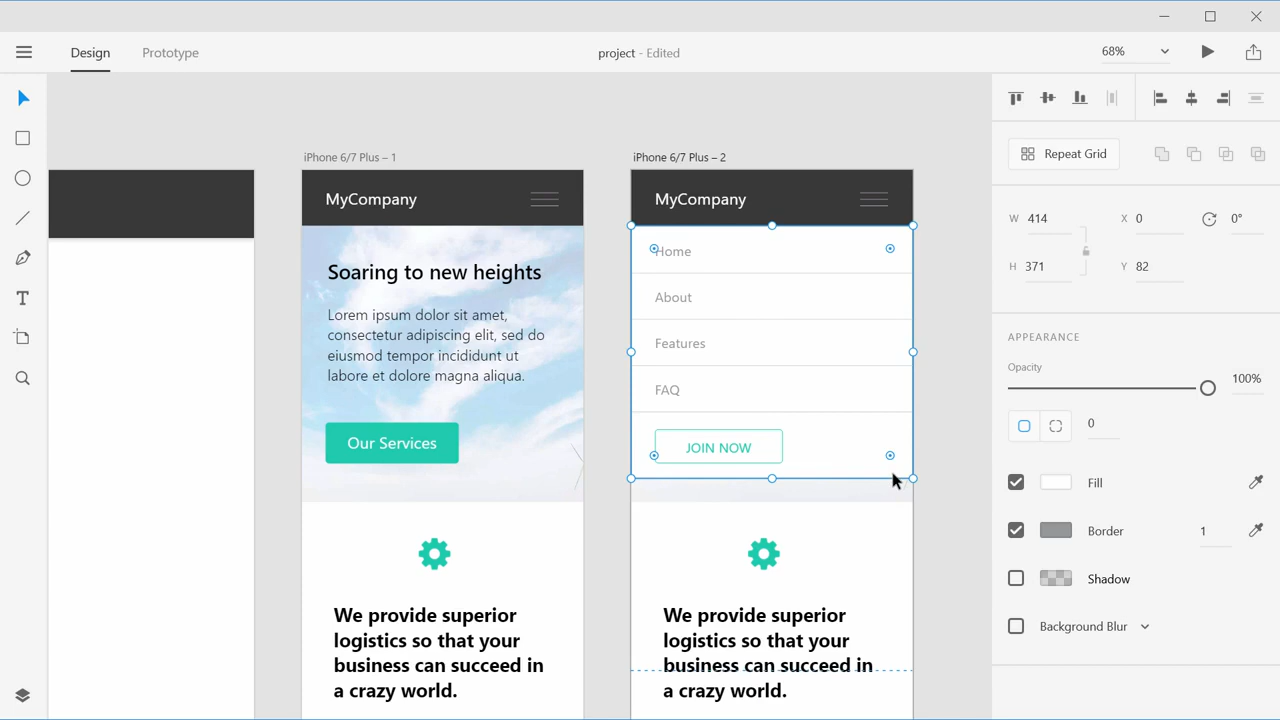 Design
Prototype
project - Edited
68%
iPhone 6/7 Plus – 1
MyCompany
Soaring to new heights
Lorem ipsum dolor sit amet,
consectetur adipiscing elit, sed do
eiusmod tempor incididunt ut
labore et dolore magna aliqua.
Our Services
We provide superior
logistics so that your
business can succeed in
a crazy world.
iPhone 6/7 Plus – 2
MyCompany
Home
About
Features
FAQ
JOIN NOW
We provide superior
logistics so that your
business can succeed in
a crazy world.
Repeat Grid
W 414 X 0 0°
H 371 Y 82
APPEARANCE
Opacity
100%
0
Fill
Border 1
Shadow
Background Blur